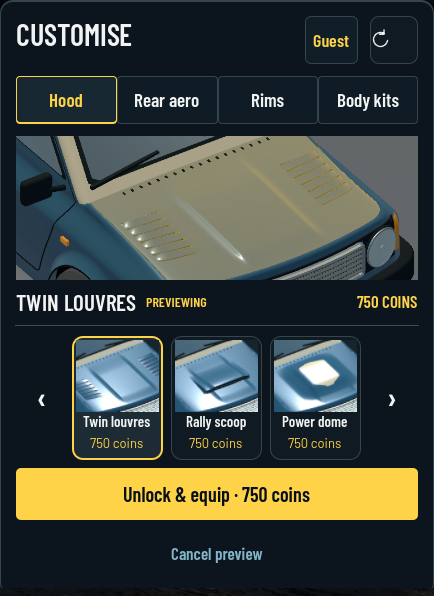 CUSTOMISE
Guest
Hood
Rear aero
Rims
Body kits
TWIN LOUVRES PREVIEWING 750 COINS
Twin louvres
750 coins
Rally scoop
750 coins
Power dome
750 coins
Unlock & equip · 750 coins
Cancel preview